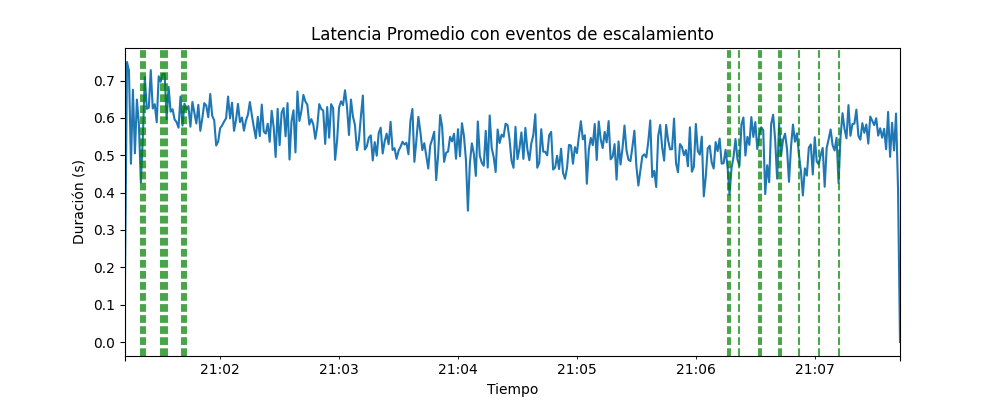 Latencia Promedio con eventos de escalamiento
Duración (s)
0.7
0.6
0.5
0.4
0.3
0.2
0.1
0.0
21:02 21:03 21:04 21:05 21:06 21:07
Tiempo